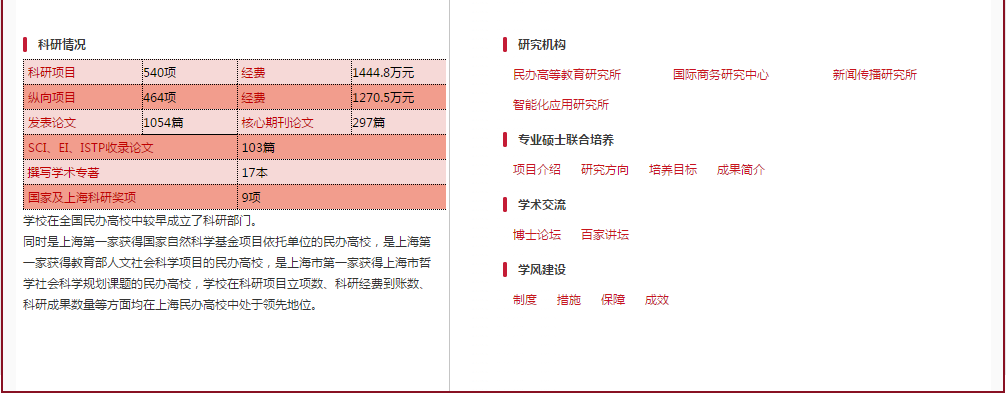 科研情况
科研项目 540项 经费 1444.8万元
纵向项目 464项 经费 1270.5万元
发表论文 1054篇 核心期刊论文 297篇
SCI、EI、ISTP收录论文 103篇
撰写学术专著 17本
国家及上海科研奖项 9项
学校在全国民办高校中较早成立了科研部门。
同时是上海第一家获得国家自然科学基金项目依托单位的民办高校，是上海第
一家获得教育部人文社会科学项目的民办高校，是上海市第一家获得上海市哲
学社会科学规划课题的民办高校，学校在科研项目立项数、科研经费到账数、
科研成果数量等方面均在上海民办高校中处于领先地位。
研究机构
民办高等教育研究所 国际商务研究中心 新闻传播研究所
智能化应用研究所
专业硕士联合培养
项目介绍 研究方向 培养目标 成果简介
学术交流
博士论坛 百家讲坛
学风建设
制度 措施 保障 成效